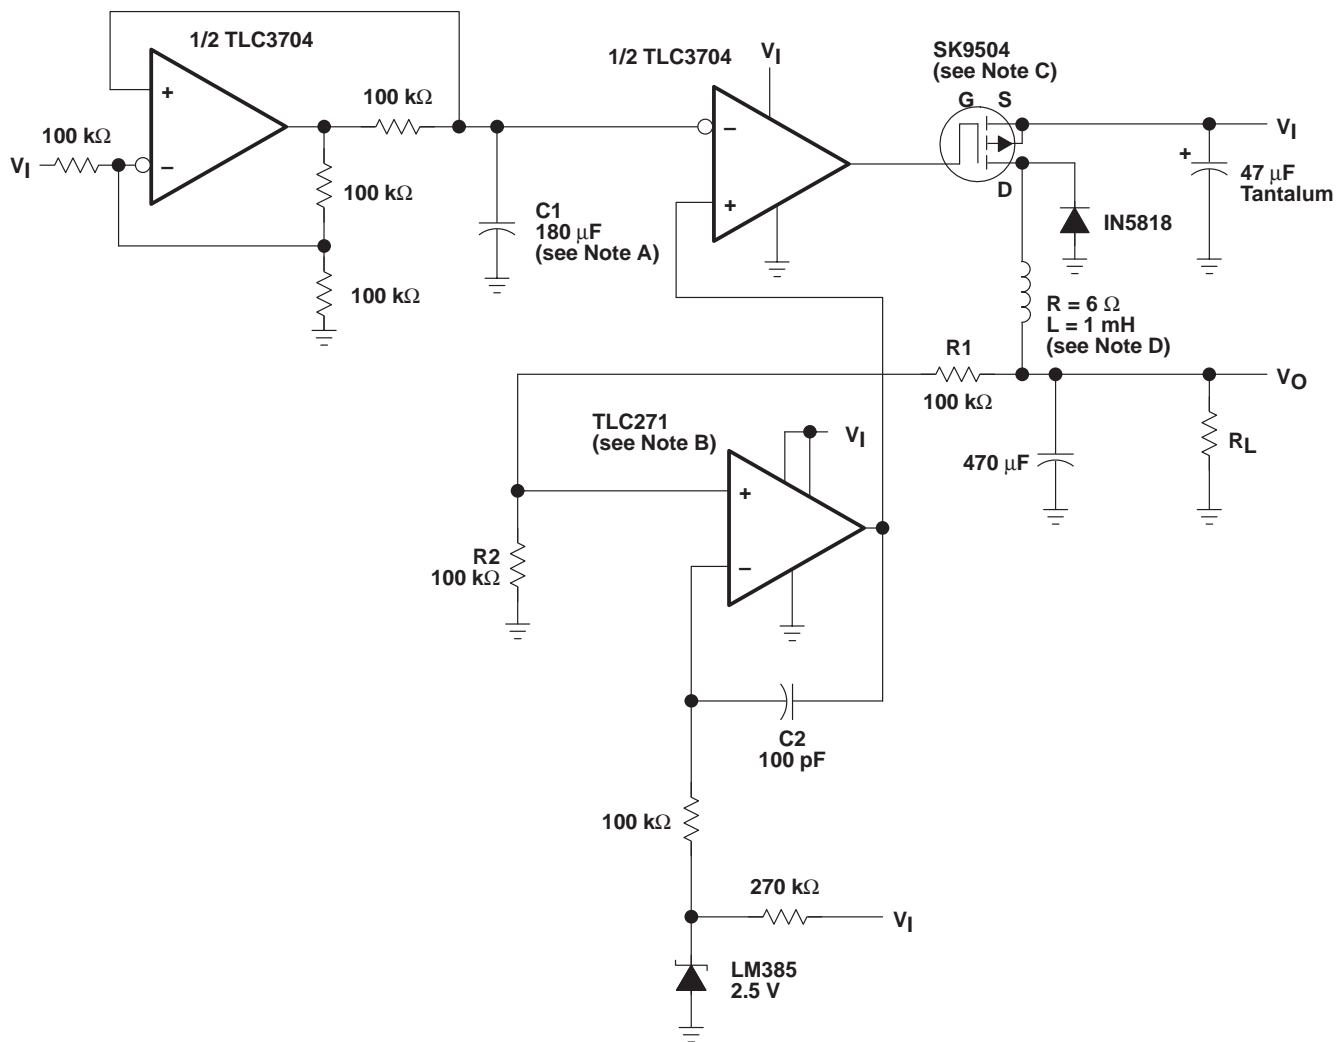 1/2 TLC3704
+
−
100 kΩ
VI
100 kΩ
100 kΩ
100 kΩ
C1
180 μF
(see Note A)
1/2 TLC3704
VI
−
+
SK9504
(see Note C)
G
S
D
VI
+
47 μF
Tantalum
IN5818
R = 6 Ω
L = 1 mH
(see Note D)
R1
100 kΩ
VO
470 μF
RL
TLC271
(see Note B)
VI
+
−
R2
100 kΩ
C2
100 pF
100 kΩ
270 kΩ
VI
LM385
2.5 V